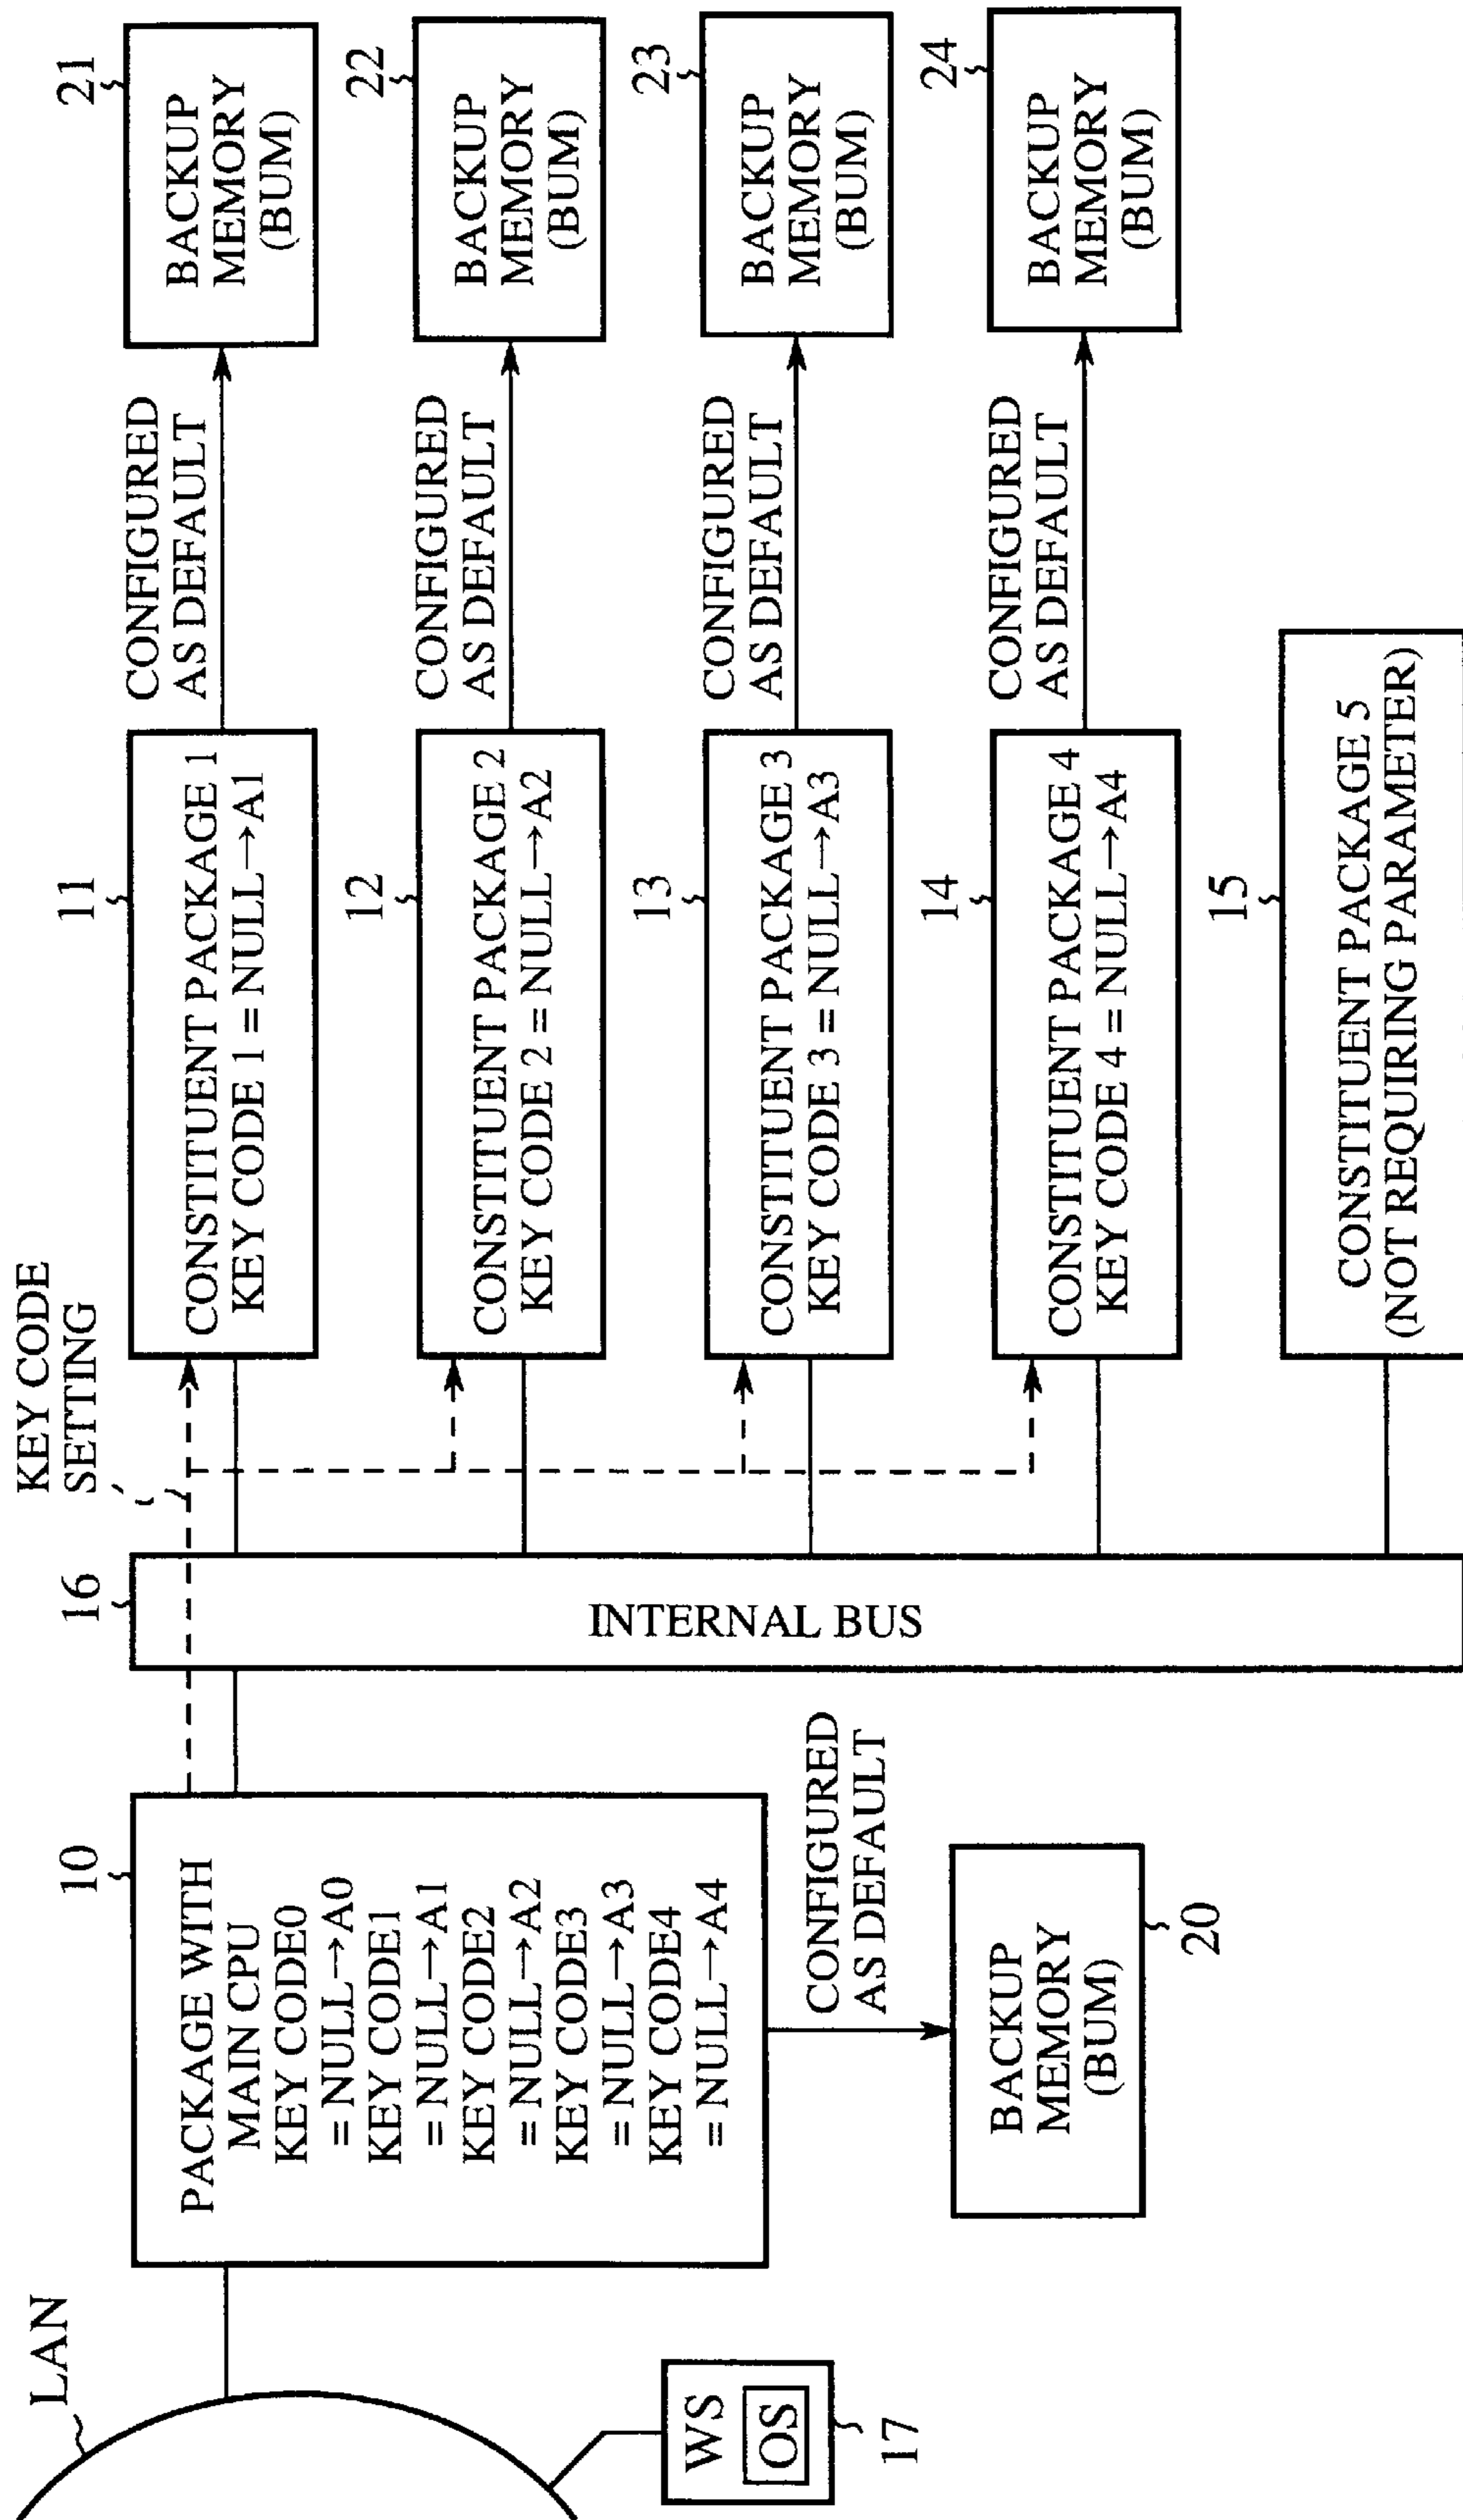 LAN
WS
OS
17
10
PACKAGE WITH
MAIN CPU
KEY CODE0
= NULL→A0
KEY CODE1
= NULL→A1
KEY CODE2
= NULL→A2
KEY CODE3
= NULL→A3
KEY CODE4
= NULL→A4
CONFIGURED
AS DEFAULT
BACKUP
MEMORY
(BUM)
20
16
INTERNAL BUS
KEY CODE
SETTING
11
CONSTITUENT PACKAGE 1
KEY CODE 1 = NULL→A1
CONFIGURED
AS DEFAULT
21
BACKUP
MEMORY
(BUM)
12
CONSTITUENT PACKAGE 2
KEY CODE 2 = NULL→A2
CONFIGURED
AS DEFAULT
22
BACKUP
MEMORY
(BUM)
13
CONSTITUENT PACKAGE 3
KEY CODE 3 = NULL→A3
CONFIGURED
AS DEFAULT
23
BACKUP
MEMORY
(BUM)
14
CONSTITUENT PACKAGE 4
KEY CODE 4 = NULL→A4
CONFIGURED
AS DEFAULT
24
BACKUP
MEMORY
(BUM)
15
CONSTITUENT PACKAGE 5
(NOT REQUIRING PARAMETER)